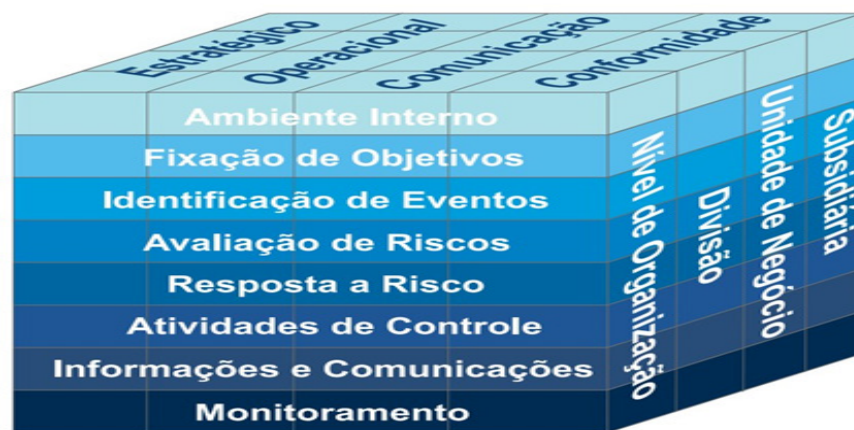 Estratégico
Operacional
Comunicação
Conformidade
Ambiente Interno
Fixação de Objetivos
Identificação de Eventos
Avaliação de Riscos
Resposta a Risco
Atividades de Controle
Informações e Comunicações
Monitoramento
Nível de Organização
Divisão
Unidade de Negócio
Subsidiária